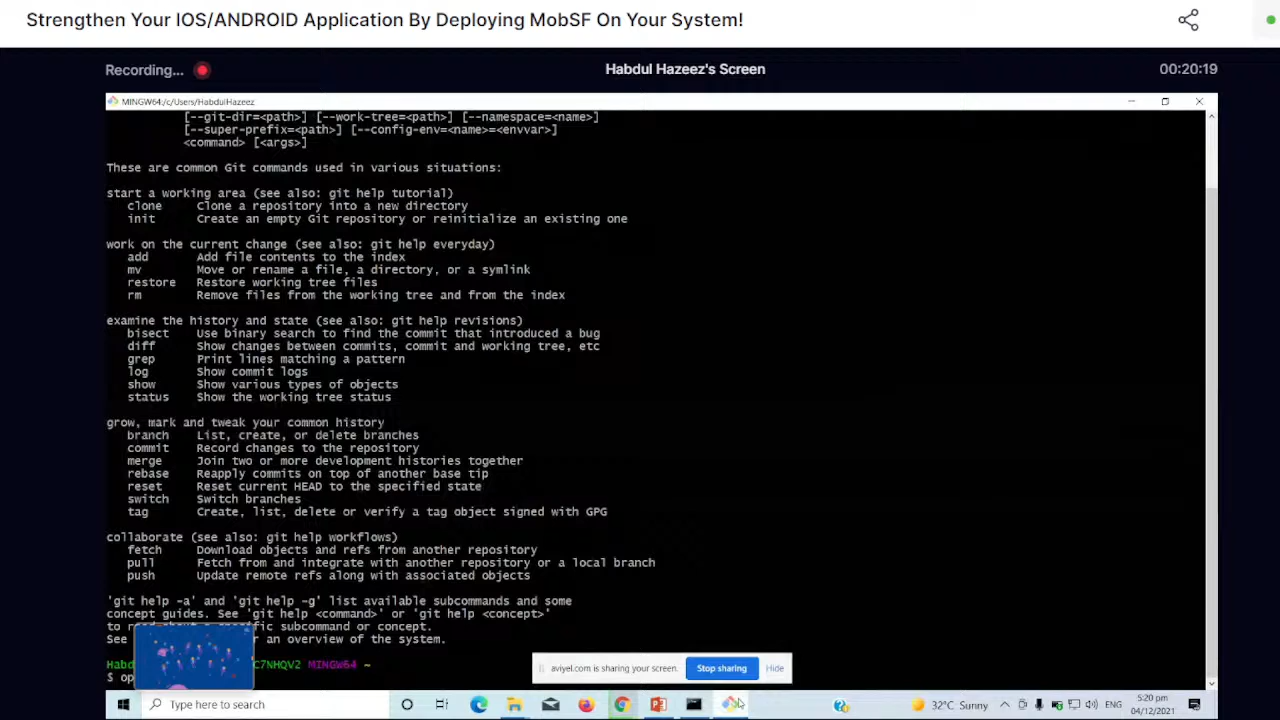 Strengthen Your IOS/ANDROID Application By Deploying MobSF On Your System!
Recording...
Habdul Hazeez's Screen
00:20:19
MINGW64:/c/Users/HabdulHazeez
[--git-dir=<path>] [--work-tree=<path>] [--namespace=<name>]
[--super-prefix=<path>] [--config-env=<name>=<envvar>]
<command> [<args>]
These are common Git commands used in various situations:
start a working area (see also: git help tutorial)
clone Clone a repository into a new directory
init Create an empty Git repository or reinitialize an existing one
work on the current change (see also: git help everyday)
add Add file contents to the index
mv Move or rename a file, a directory, or a symlink
restore Restore working tree files
rm Remove files from the working tree and from the index
examine the history and state (see also: git help revisions)
bisect Use binary search to find the commit that introduced a bug
diff Show changes between commits, commit and working tree, etc
grep Print lines matching a pattern
log Show commit logs
show Show various types of objects
status Show the working tree status
grow, mark and tweak your common history
branch List, create, or delete branches
commit Record changes to the repository
merge Join two or more development histories together
rebase Reapply commits on top of another base tip
reset Reset current HEAD to the specified state
switch Switch branches
tag Create, list, delete or verify a tag object signed with GPG
collaborate (see also: git help workflows)
fetch Download objects and refs from another repository
pull Fetch from and integrate with another repository or a local branch
push Update remote refs along with associated objects
'git help -a' and 'git help -g' list available subcommands and some
concept guides. See 'git help <command>' or 'git help <concept>'
to read about a specific subcommand or concept.
See or an overview of the system.
Habd C7NHQV2 MINGW64 ~
$ op
aviyel.com is sharing your screen. Stop sharing Hide
Type here to search
32°C Sunny
ENG
5:20 pm
04/12/2021